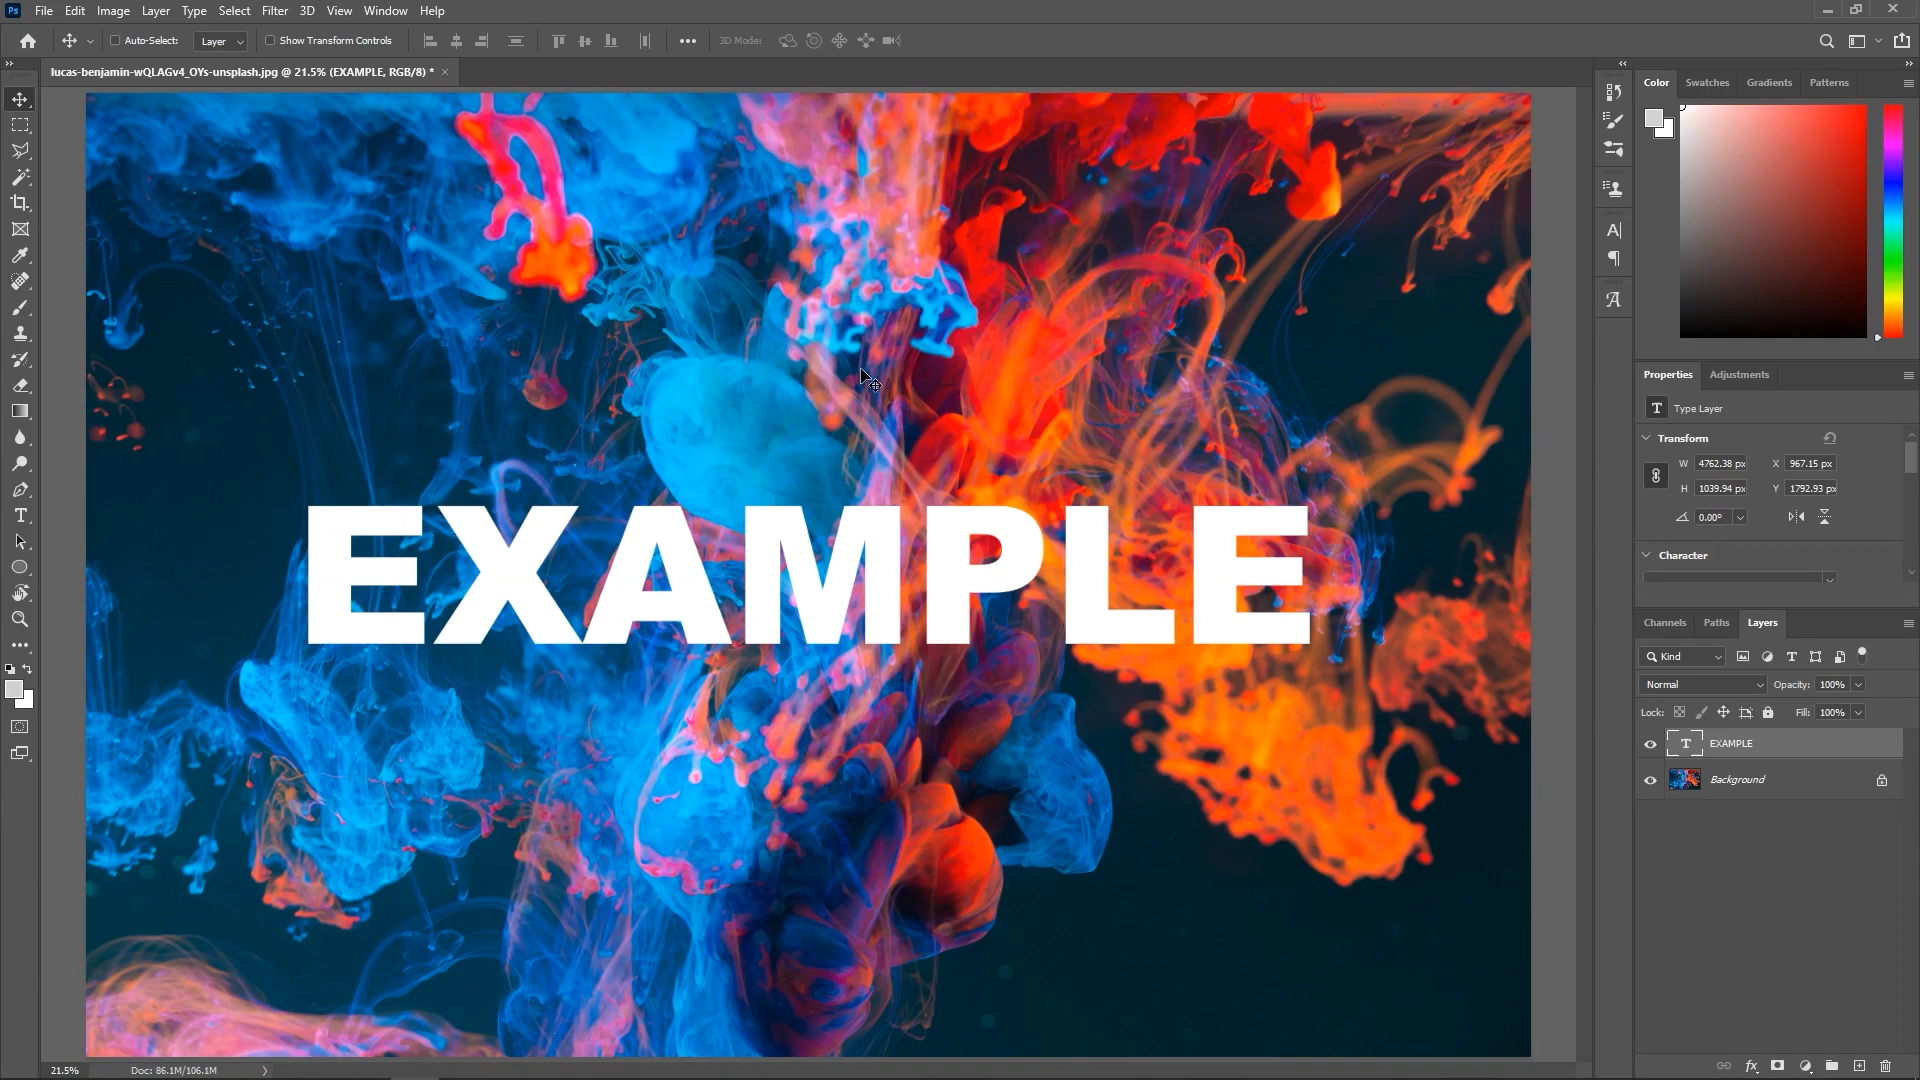 Ps File Edit Image Layer Type Select Filter 3D View Window Help
Auto-Select: Layer Show Transform Controls 3D Mode:
lucas-benjamin-wQLAGv4_OYs-unsplash.jpg @ 21.5% (EXAMPLE, RGB/8) *
Color Swatches Gradients Patterns
Properties Adjustments
T Type Layer
Transform
W 4762.38 px X 967.15 px
H 1039.94 px Y 1792.93 px
0.00°
Character
EXAMPLE
Channels Paths Layers
Kind
Normal Opacity: 100%
Lock: Fill: 100%
T EXAMPLE
Background
fx
21.5% Doc: 86.1M/106.1M